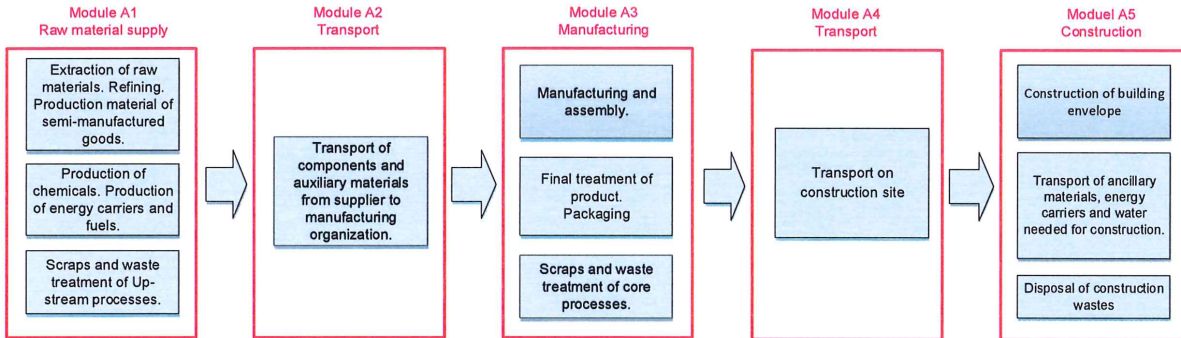 Module A1
Raw material supply
Extraction of raw
materials. Refining.
Production material of
semi-manufactured
goods.
Production of
chemicals. Production
of energy carriers and
fuels.
Scraps and waste
treatment of Up-
stream processes.
Module A2
Transport
Transport of
components and
auxiliary materials
from supplier to
manufacturing
organization.
Module A3
Manufacturing
Manufacturing and
assembly.
Final treatment of
product.
Packaging
Scraps and waste
treatment of core
processes.
Module A4
Transport
Transport on
construction site
Moduel A5
Construction
Construction of building
envelope
Transport of ancillary
materials, energy
carriers and water
needed for construction.
Disposal of construction
wastes